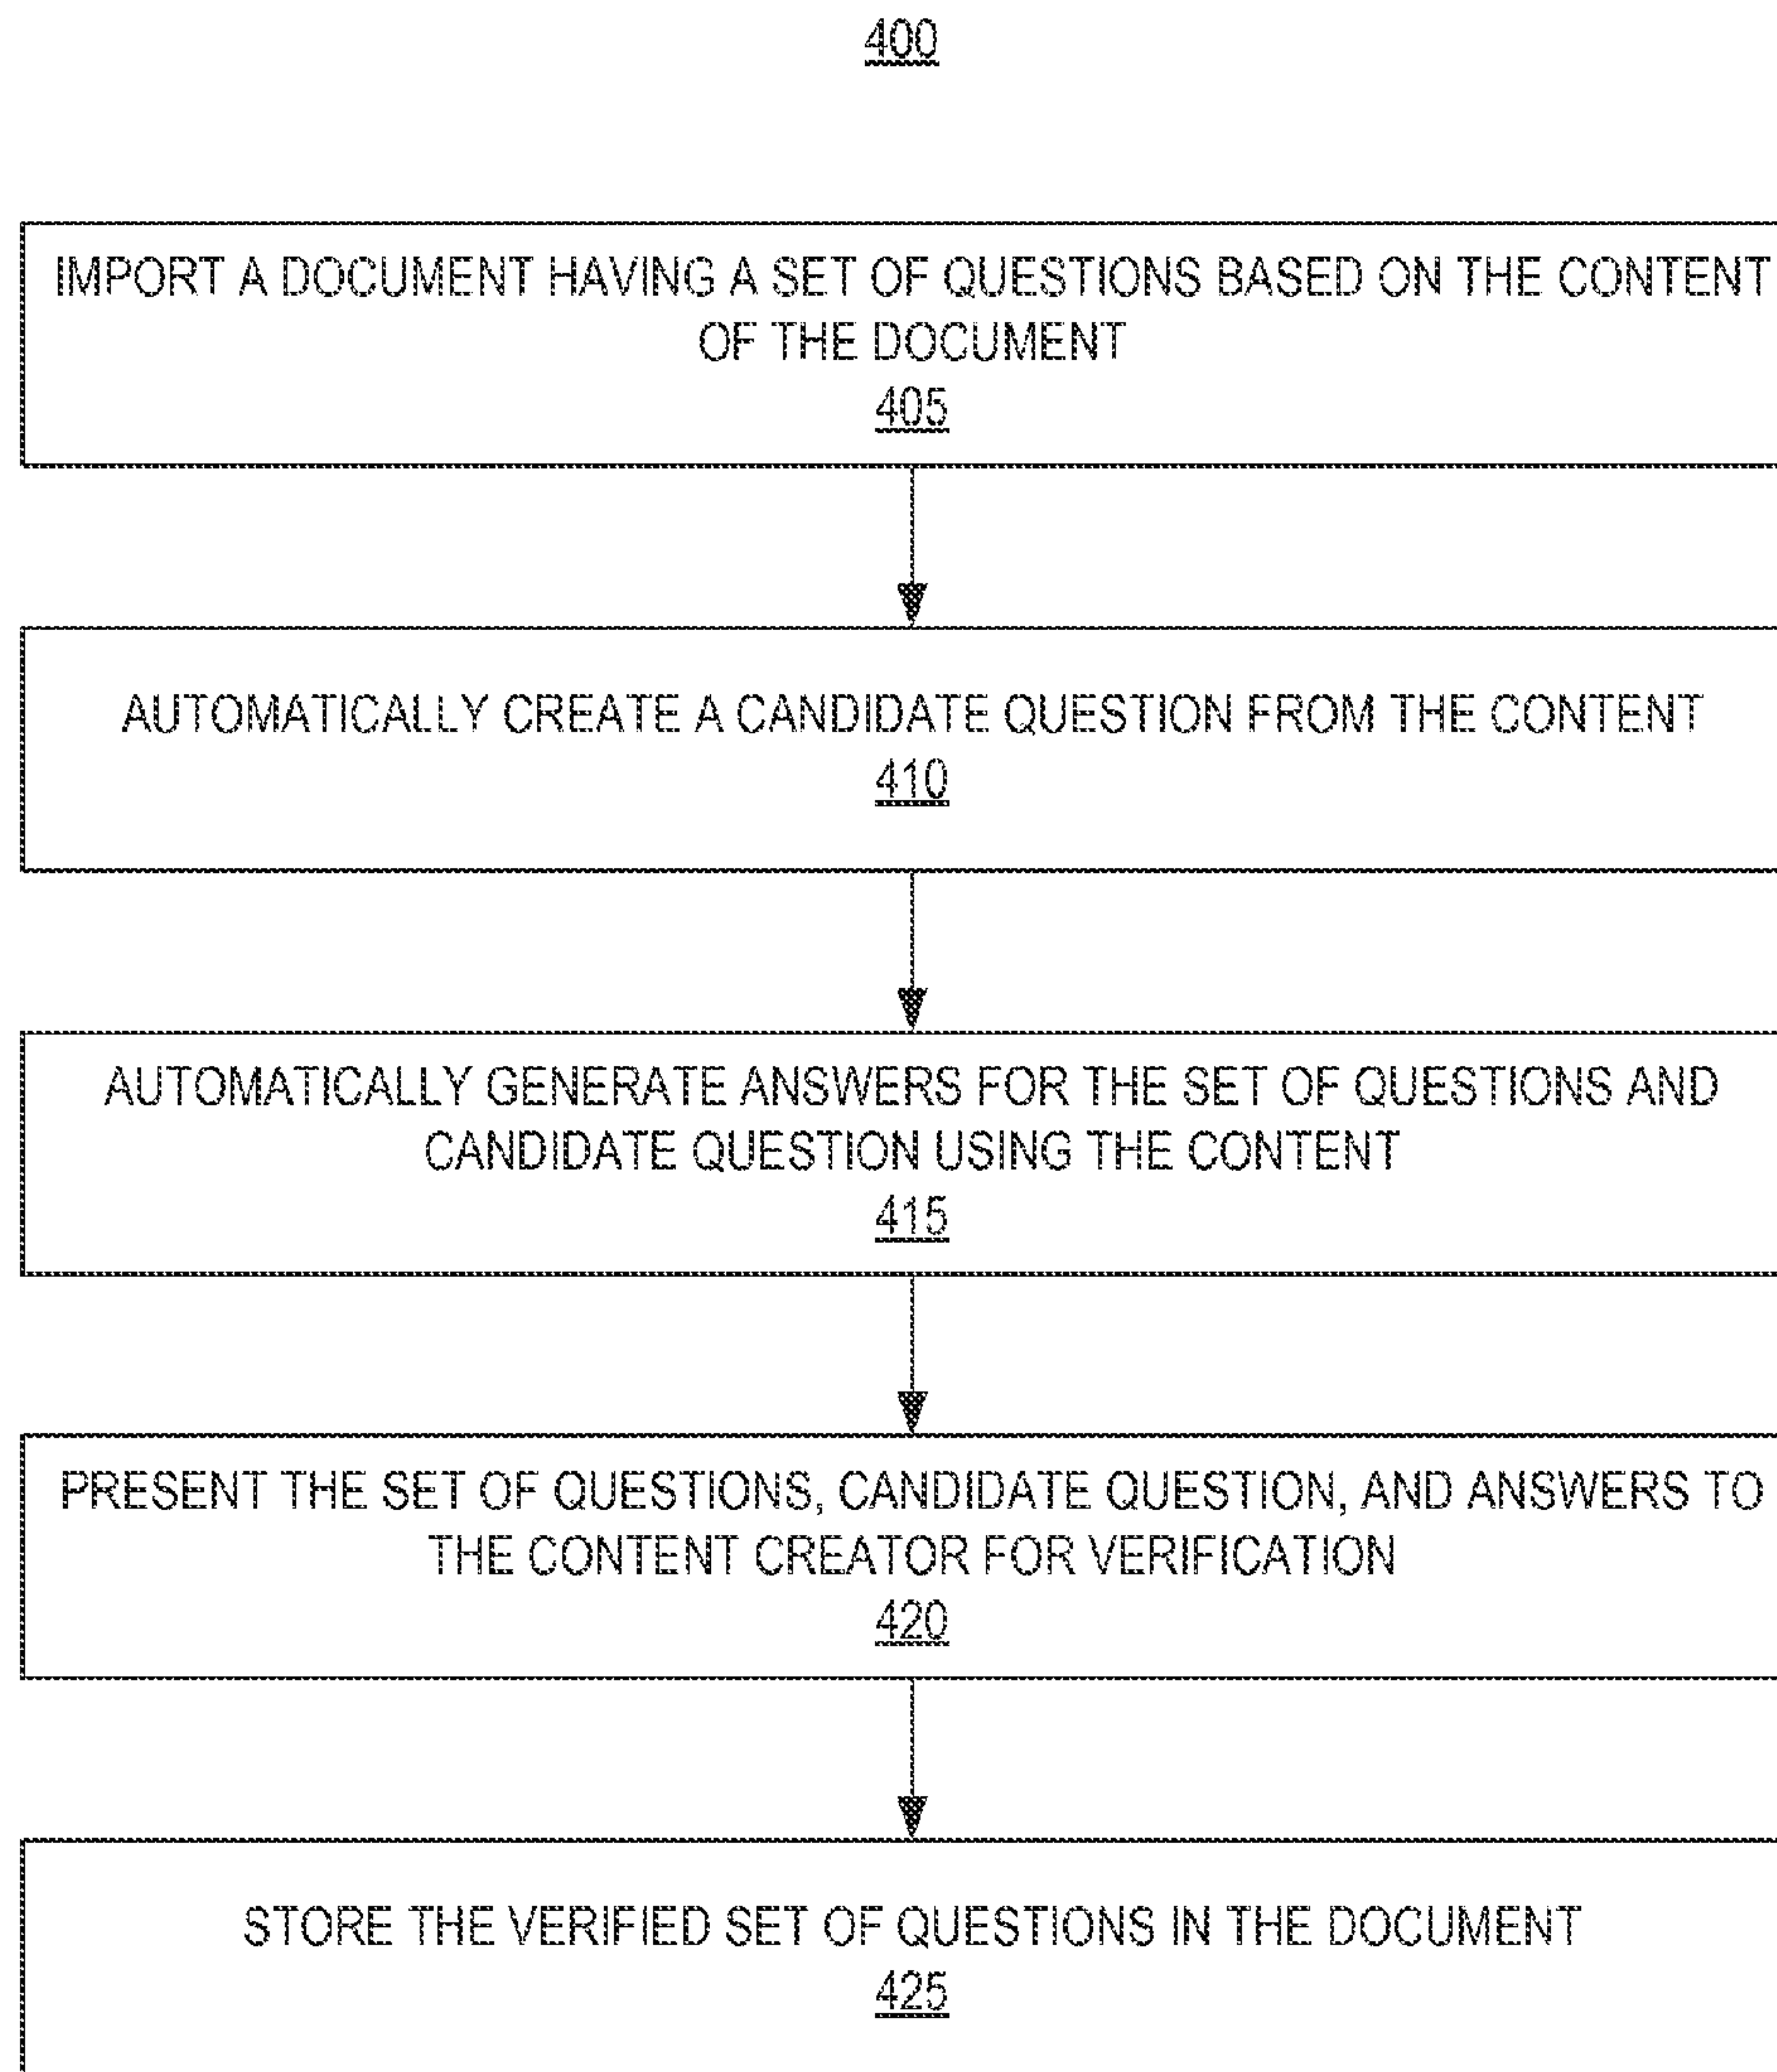 400
IMPORT A DOCUMENT HAVING A SET OF QUESTIONS BASED ON THE CONTENT
OF THE DOCUMENT
405
AUTOMATICALLY CREATE A CANDIDATE QUESTION FROM THE CONTENT
410
AUTOMATICALLY GENERATE ANSWERS FOR THE SET OF QUESTIONS AND
CANDIDATE QUESTION USING THE CONTENT
415
PRESENT THE SET OF QUESTIONS, CANDIDATE QUESTION, AND ANSWERS TO
THE CONTENT CREATOR FOR VERIFICATION
420
STORE THE VERIFIED SET OF QUESTIONS IN THE DOCUMENT
425